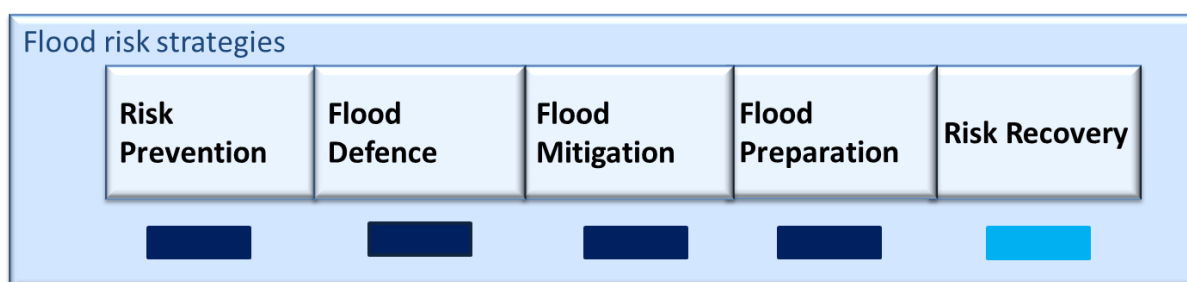 Flood risk strategies
Risk
Prevention
Flood
Defence
Flood
Mitigation
Flood
Preparation
Risk Recovery